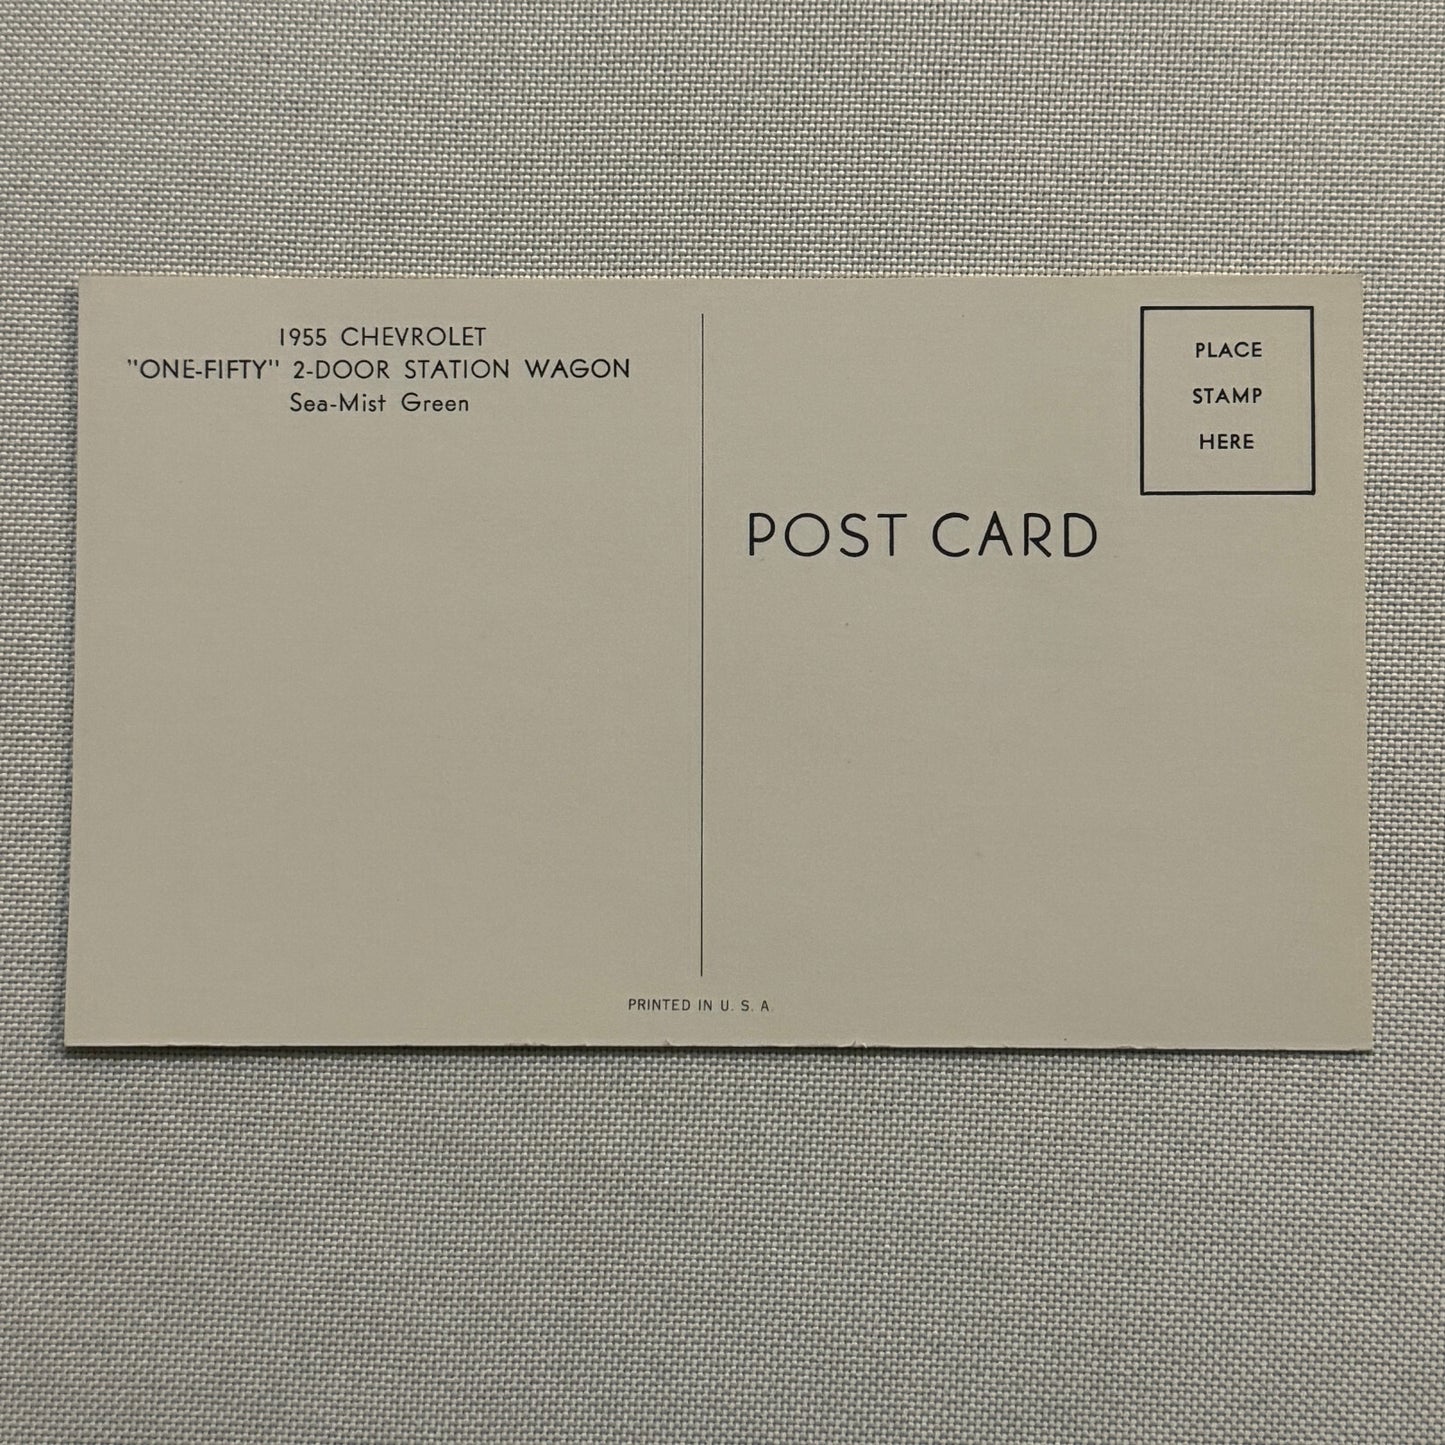 1955 CHEVROLET
"ONE-FIFTY" 2-DOOR STATION WAGON
Sea-Mist Green
PLACE
STAMP
HERE
POST CARD
PRINTED IN U. S. A.